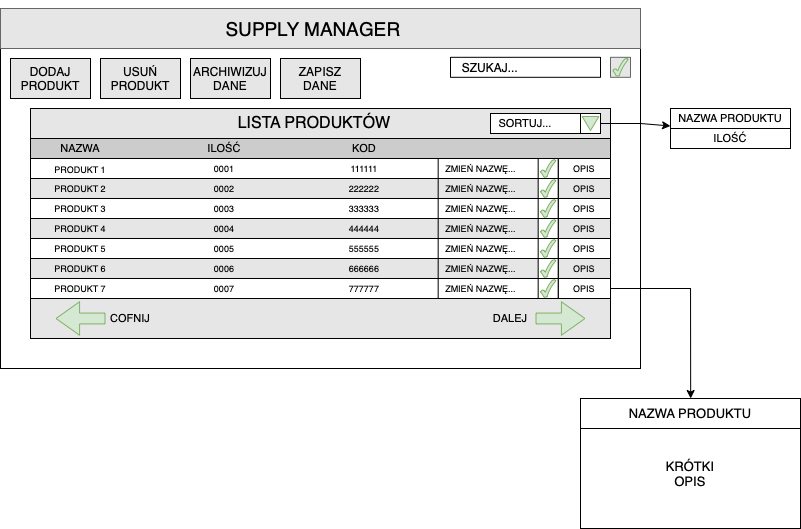 SUPPLY MANAGER
DODAJ
PRODUKT
USUŃ
PRODUKT
ARCHIWIZUJ
DANE
ZAPISZ
DANE
SZUKAJ...
LISTA PRODUKTÓW
SORTUJ...
NAZWA PRODUKTU
ILOŚĆ
NAZWA ILOŚĆ KOD
PRODUKT 1 0001 111111 ZMIEŃ NAZWĘ... OPIS
PRODUKT 2 0002 222222 ZMIEŃ NAZWĘ... OPIS
PRODUKT 3 0003 333333 ZMIEŃ NAZWĘ... OPIS
PRODUKT 4 0004 444444 ZMIEŃ NAZWĘ... OPIS
PRODUKT 5 0005 555555 ZMIEŃ NAZWĘ... OPIS
PRODUKT 6 0006 666666 ZMIEŃ NAZWĘ... OPIS
PRODUKT 7 0007 777777 ZMIEŃ NAZWĘ... OPIS
COFNIJ
DALEJ
NAZWA PRODUKTU
KRÓTKI
OPIS